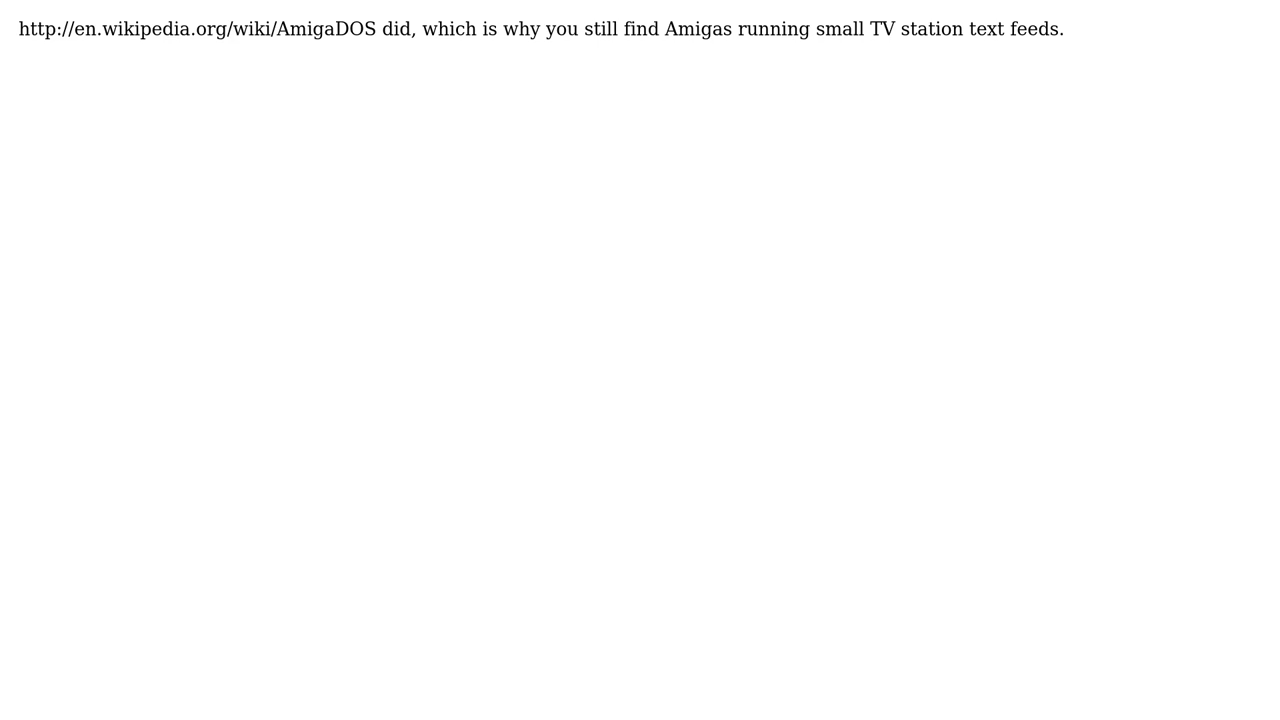 http://en.wikipedia.org/wiki/AmigaDOS did, which is why you still find Amigas running small TV station text feeds.